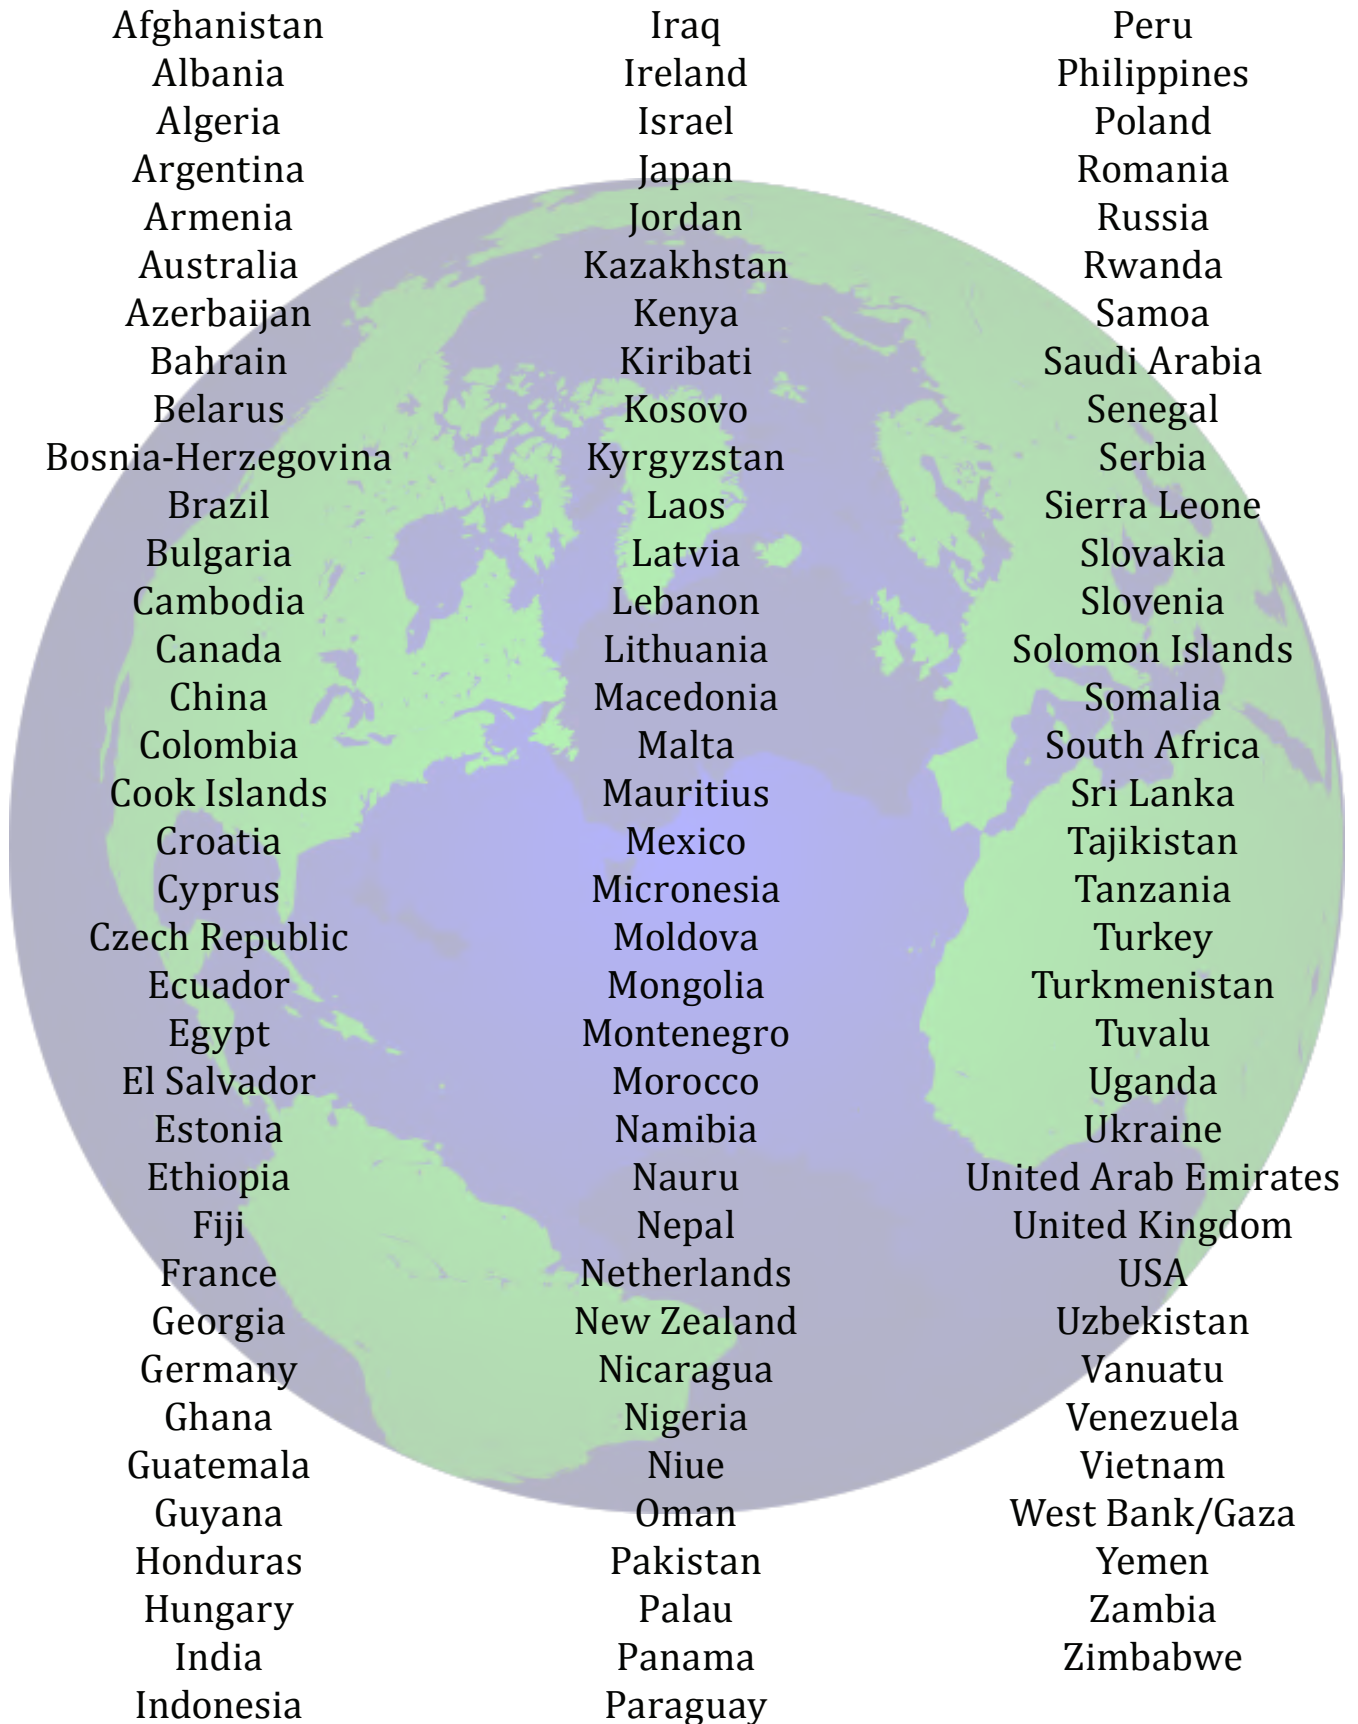 Afghanistan
Albania
Algeria
Argentina
Armenia
Australia
Azerbaijan
Bahrain
Belarus
Bosnia-Herzegovina
Brazil
Bulgaria
Cambodia
Canada
China
Colombia
Cook Islands
Croatia
Cyprus
Czech Republic
Ecuador
Egypt
El Salvador
Estonia
Ethiopia
Fiji
France
Georgia
Germany
Ghana
Guatemala
Guyana
Honduras
Hungary
India
Indonesia
Iraq
Ireland
Israel
Japan
Jordan
Kazakhstan
Kenya
Kiribati
Kosovo
Kyrgyzstan
Laos
Latvia
Lebanon
Lithuania
Macedonia
Malta
Mauritius
Mexico
Micronesia
Moldova
Mongolia
Montenegro
Morocco
Namibia
Nauru
Nepal
Netherlands
New Zealand
Nicaragua
Nigeria
Niue
Oman
Pakistan
Palau
Panama
Paraguay
Peru
Philippines
Poland
Romania
Russia
Rwanda
Samoa
Saudi Arabia
Senegal
Serbia
Sierra Leone
Slovakia
Slovenia
Solomon Islands
Somalia
South Africa
Sri Lanka
Tajikistan
Tanzania
Turkey
Turkmenistan
Tuvalu
Uganda
Ukraine
United Arab Emirates
United Kingdom
USA
Uzbekistan
Vanuatu
Venezuela
Vietnam
West Bank/Gaza
Yemen
Zambia
Zimbabwe